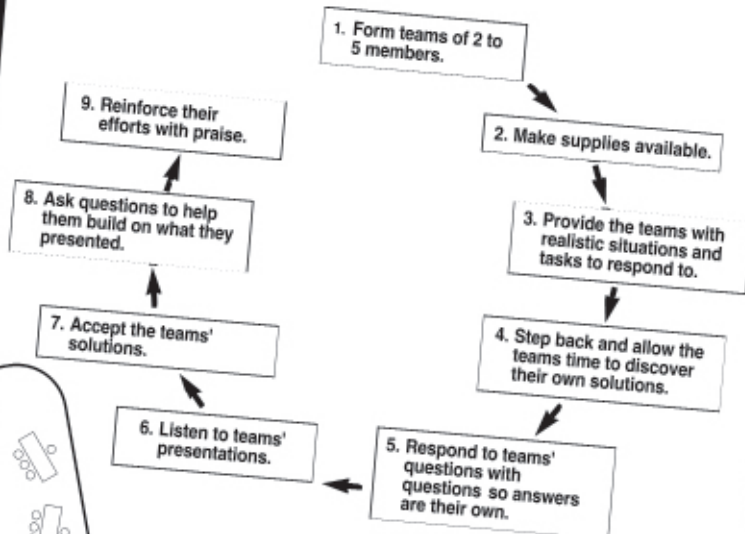 1. Form teams of 2 to
5 members.
2. Make supplies available.
3. Provide the teams with
realistic situations and
tasks to respond to.
4. Step back and allow the
teams time to discover
their own solutions.
5. Respond to teams'
questions with
questions so answers
are their own.
6. Listen to teams'
presentations.
7. Accept the teams'
solutions.
8. Ask questions to help
them build on what they
presented.
9. Reinforce their
efforts with praise.